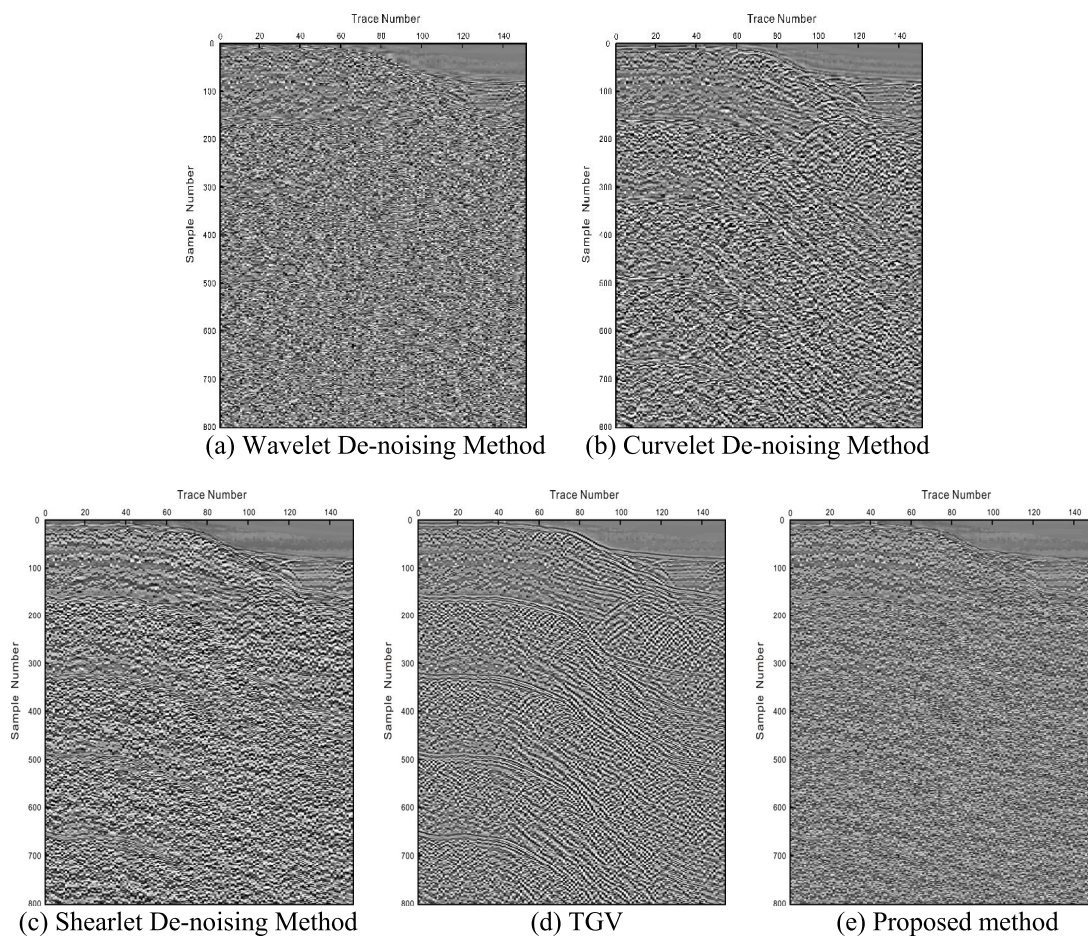 Trace Number
0 20 40 60 80 100 120 140
0
100
200
300
400
500
600
700
800
Sample Number
(a) Wavelet De-noising Method
Trace Number
0 20 40 60 80 100 120 140
0
100
200
300
400
500
600
700
800
Sample Number
(b) Curvelet De-noising Method
Trace Number
0 20 40 60 80 100 120 140
0
100
200
300
400
500
600
700
800
Sample Number
(c) Shearlet De-noising Method
Trace Number
0 20 40 60 80 100 120 140
0
100
200
300
400
500
600
700
800
Sample Number
(d) TGV
Trace Number
0 20 40 60 80 100 120 140
0
100
200
300
400
500
600
700
800
Sample Number
(e) Proposed method